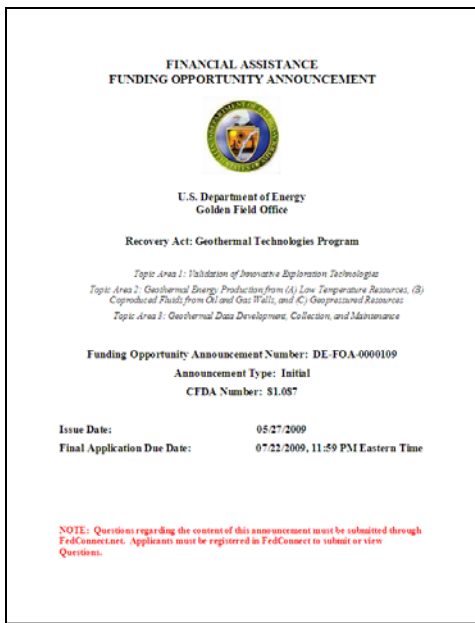 FINANCIAL ASSISTANCE
FUNDING OPPORTUNITY ANNOUNCEMENT
U.S. Department of Energy
Golden Field Office
Recovery Act: Geothermal Technologies Program
Topic Area 1: Validation of Innovative Exploration Technologies
Topic Area 2: Geothermal Energy Production from (A) Low Temperature Resources, (B)
Coproduced Fluids from Oil and Gas Wells, and (C) Geopressured Resources
Topic Area 3: Geothermal Data Development, Collection, and Maintenance
Funding Opportunity Announcement Number: DE-FOA-0000109
Announcement Type: Initial
CFDA Number: 81.087
Issue Date: 05/27/2009
Final Application Due Date: 07/22/2009, 11:59 PM Eastern Time
NOTE: Questions regarding the content of this announcement must be submitted through
FedConnect.net. Applicants must be registered in FedConnect to submit or view
Questions.